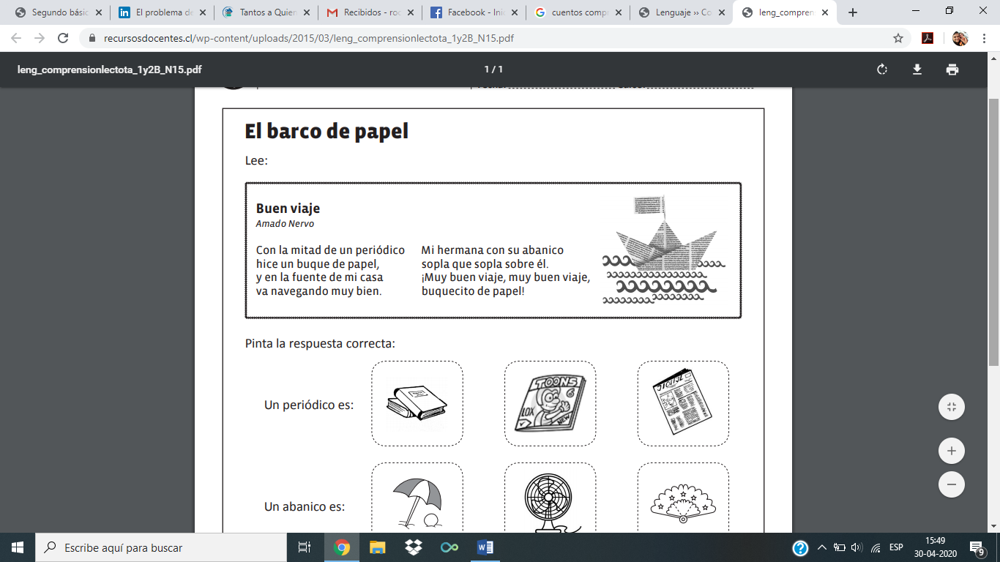 Segundo básic
El problema de
Tantos a Quien
Recibidos - roc
Facebook - Inic
cuentos compr
Lenguaje ›› Co
leng_compren
recursosdocentes.cl/wp-content/uploads/2015/03/leng_comprensionlectota_1y2B_N15.pdf
leng_comprensionlectota_1y2B_N15.pdf
1 / 1
El barco de papel
Lee:
Buen viaje
Amado Nervo
Con la mitad de un periódico
hice un buque de papel,
y en la fuente de mi casa
va navegando muy bien.
Mi hermana con su abanico
sopla que sopla sobre él.
¡Muy buen viaje, muy buen viaje,
buquecito de papel!
Pinta la respuesta correcta:
Un periódico es:
TOONS
6
LOX
NEW
Un abanico es:
Escribe aquí para buscar
ESP
15:49
30-04-2020
9